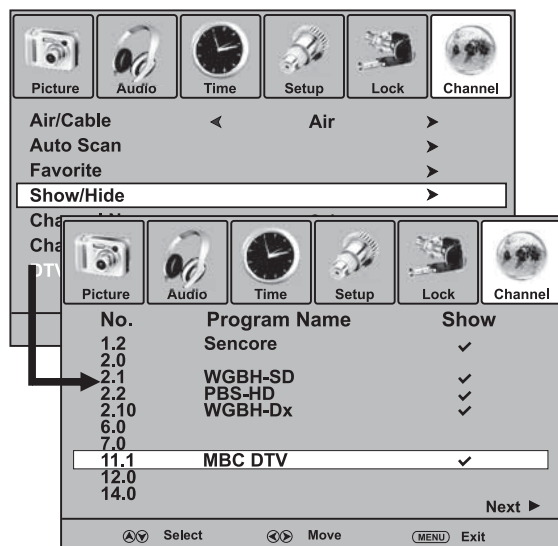 Picture Audio Time Setup Lock Channel
Air/Cable Air
Auto Scan
Favorite
Show/Hide
Cha
Cha
DTV
Picture Audio Time Setup Lock Channel
No. Program Name Show
1.2 Sencore ✓
2.0
2.1 WGBH-SD ✓
2.2 PBS-HD ✓
2.10 WGBH-Dx ✓
6.0
7.0
11.1 MBC DTV ✓
12.0
14.0
Next ►
Select Move MENU Exit